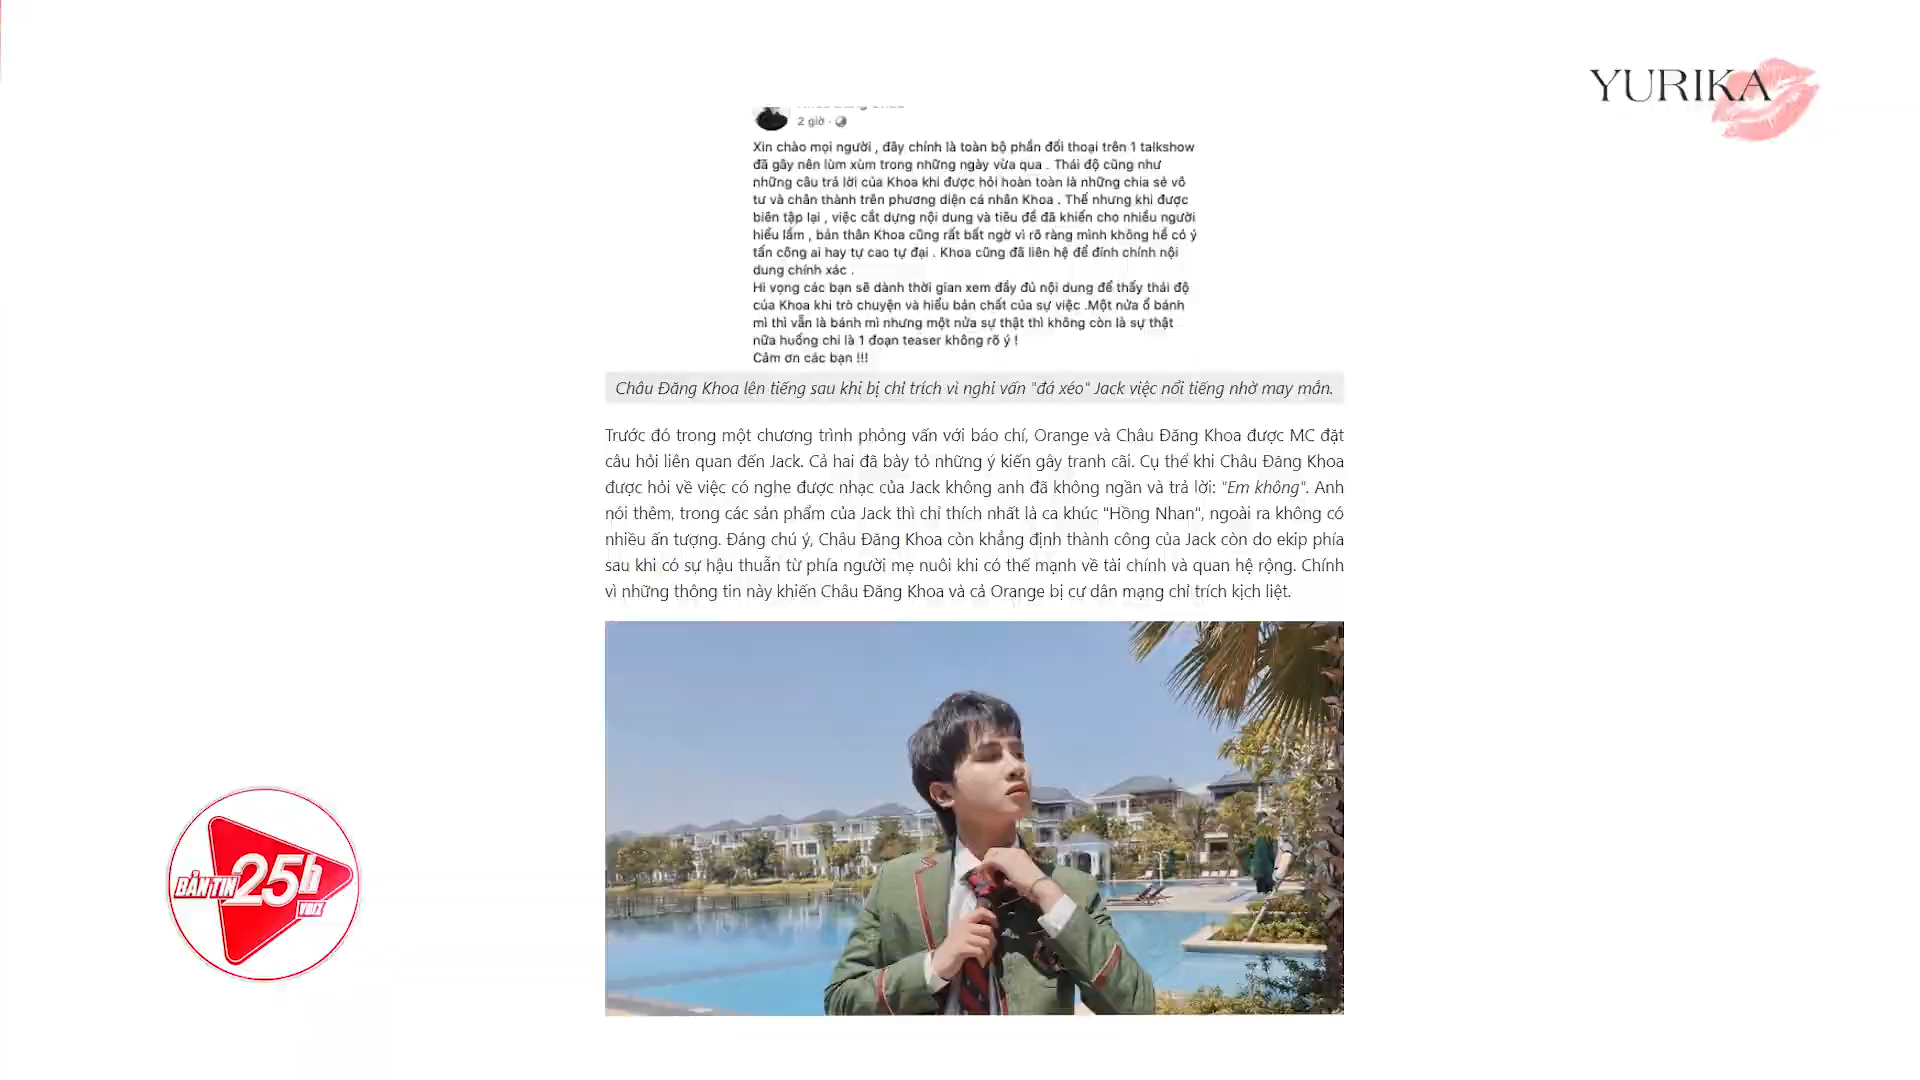 YURIKA
2 giờ ·
Xin chào mọi người , đây chính là toàn bộ phần đối thoại trên 1 talkshow
đã gây nên lùm xùm trong những ngày vừa qua . Thái độ cũng như
những câu trả lời của Khoa khi được hỏi hoàn toàn là những chia sẻ vô
tư và chân thành trên phương diện cá nhân Khoa . Thế nhưng khi được
biên tập lại , việc cắt dựng nội dung và tiêu đề đã khiến cho nhiều người
hiểu lầm , bản thân Khoa cũng rất bất ngờ vì rõ ràng mình không hề có ý
tấn công ai hay tự cao tự đại . Khoa cũng đã liên hệ để đính chính nội
dung chính xác .
Hi vọng các bạn sẽ dành thời gian xem đầy đủ nội dung để thấy thái độ
của Khoa khi trò chuyện và hiểu bản chất của sự việc .Một nửa ổ bánh
mì thì vẫn là bánh mì nhưng một nửa sự thật thì không còn là sự thật
nữa huống chi là 1 đoạn teaser không rõ ý !
Cảm ơn các bạn !!!
Châu Đăng Khoa lên tiếng sau khi bị chỉ trích vì nghi vấn "đá xéo" Jack việc nổi tiếng nhờ may mắn.
Trước đó trong một chương trình phỏng vấn với báo chí, Orange và Châu Đăng Khoa được MC đặt
câu hỏi liên quan đến Jack. Cả hai đã bày tỏ những ý kiến gây tranh cãi. Cụ thể khi Châu Đăng Khoa
được hỏi về việc có nghe được nhạc của Jack không anh đã không ngần và trả lời: "Em không". Anh
nói thêm, trong các sản phẩm của Jack thì chỉ thích nhất là ca khúc "Hồng Nhan", ngoài ra không có
nhiều ấn tượng. Đáng chú ý, Châu Đăng Khoa còn khẳng định thành công của Jack còn do ekip phía
sau khi có sự hậu thuẫn từ phía người mẹ nuôi khi có thế mạnh về tài chính và quan hệ rộng. Chính
vì những thông tin này khiến Châu Đăng Khoa và cả Orange bị cư dân mạng chỉ trích kịch liệt.
BẢN TIN 25h
VBIZ